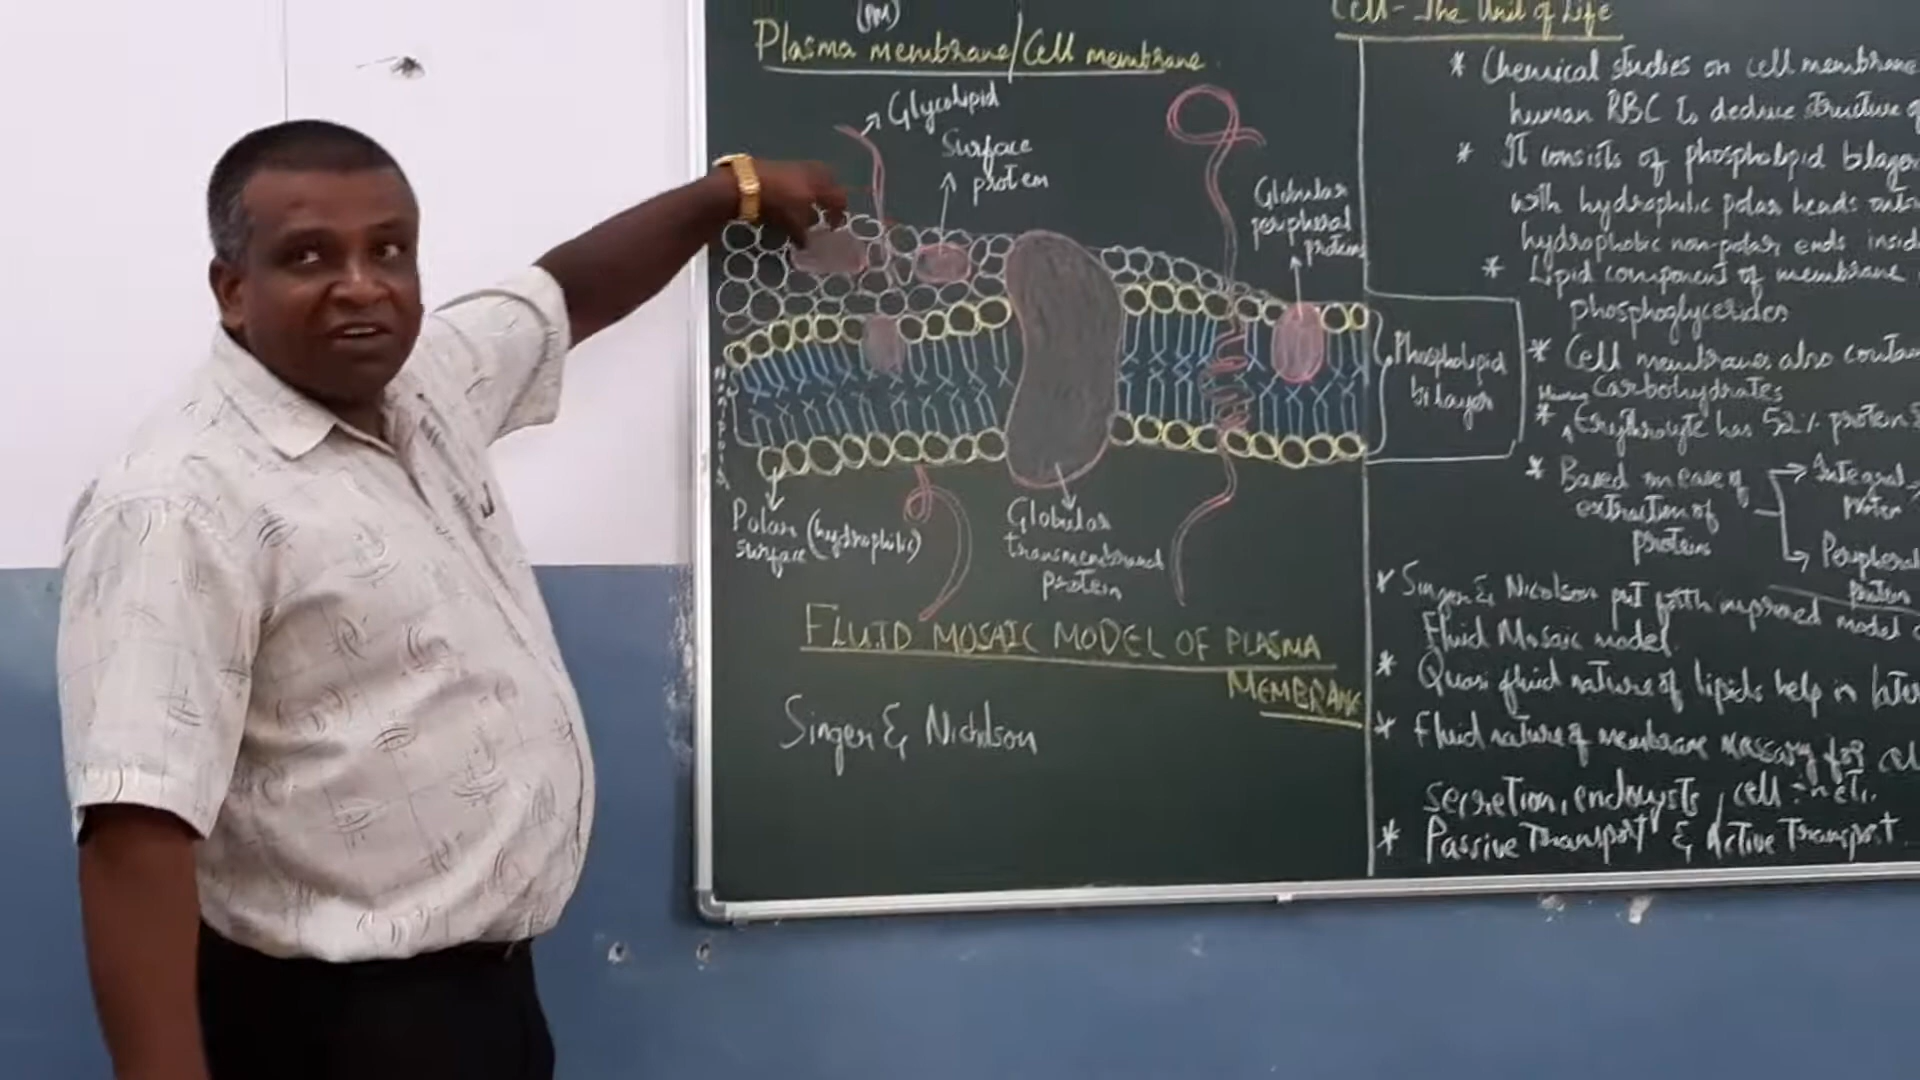 (PM)
Plasma membrane/Cell membrane
Glycolipid
Surface
protein
Globular
peripheral
protein
Phospholipid
bilayer
Polar
surface (hydrophilic)
Globular
transmembrane
protein
FLUID MOSAIC MODEL OF PLASMA
MEMBRANE
Singer & Nicholson
Cell - The Unit of Life
* Chemical studies on cell membrane
human RBC to deduce structure
* It consists of phospholipid
with hydrophilic polar heads
hydrophobic non-polar ends
* Lipid component of membrane
phosphoglycerides
* Cell membranes also
Carbohydrates
Human
* Erythrocyte has 52% protein
* Based on ease of
extraction of
protein
Integral
protein
Peripheral
protein
* Singer & Nicolson put forth improved model
Fluid Mosaic model.
* Quasi fluid nature of lipids help in
* Fluid nature of membrane necessary for
secretion, endocytosis, cell
* Passive Transport & Active Transport